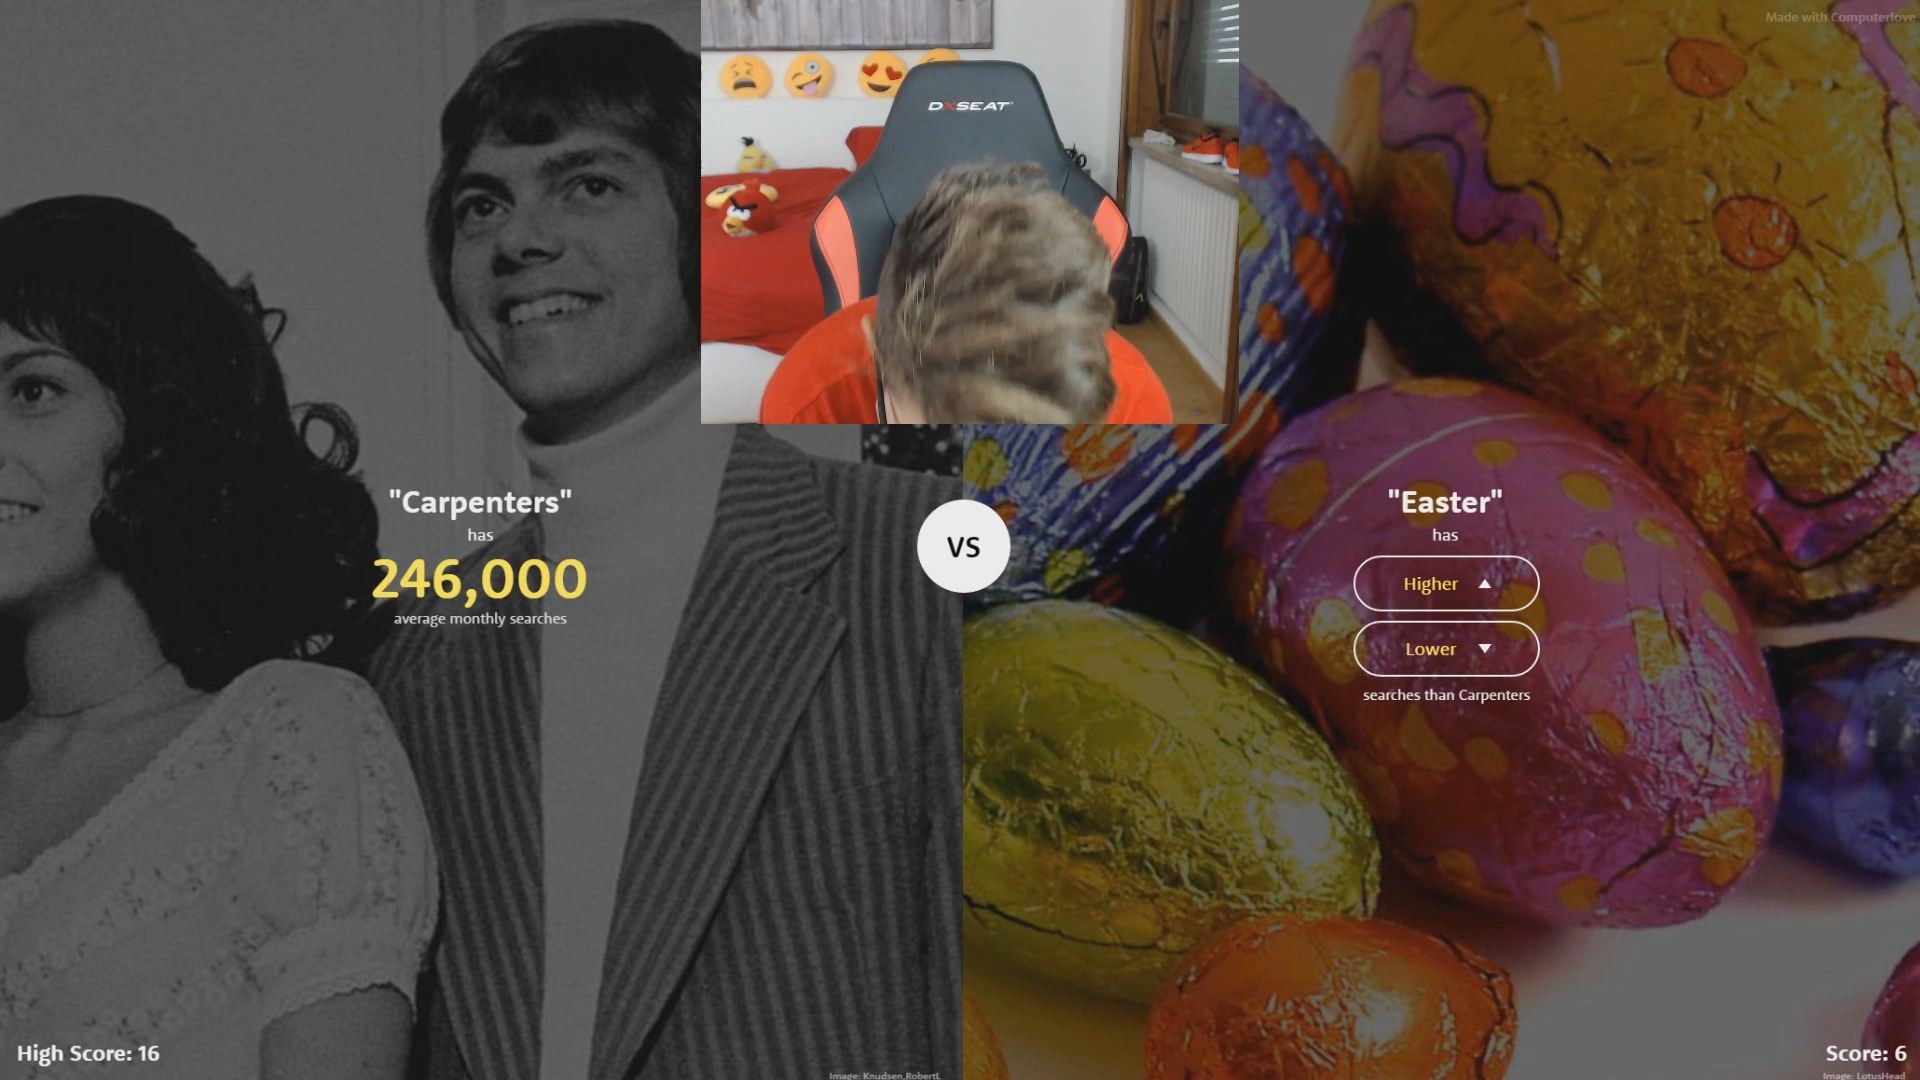 Made with Computerlove
DXSEAT
"Carpenters"
has
246,000
average monthly searches
VS
"Easter"
has
Higher
Lower
searches than Carpenters
High Score: 16
Score: 6
Image: Knudsen,RobertL
Image: LotusHead